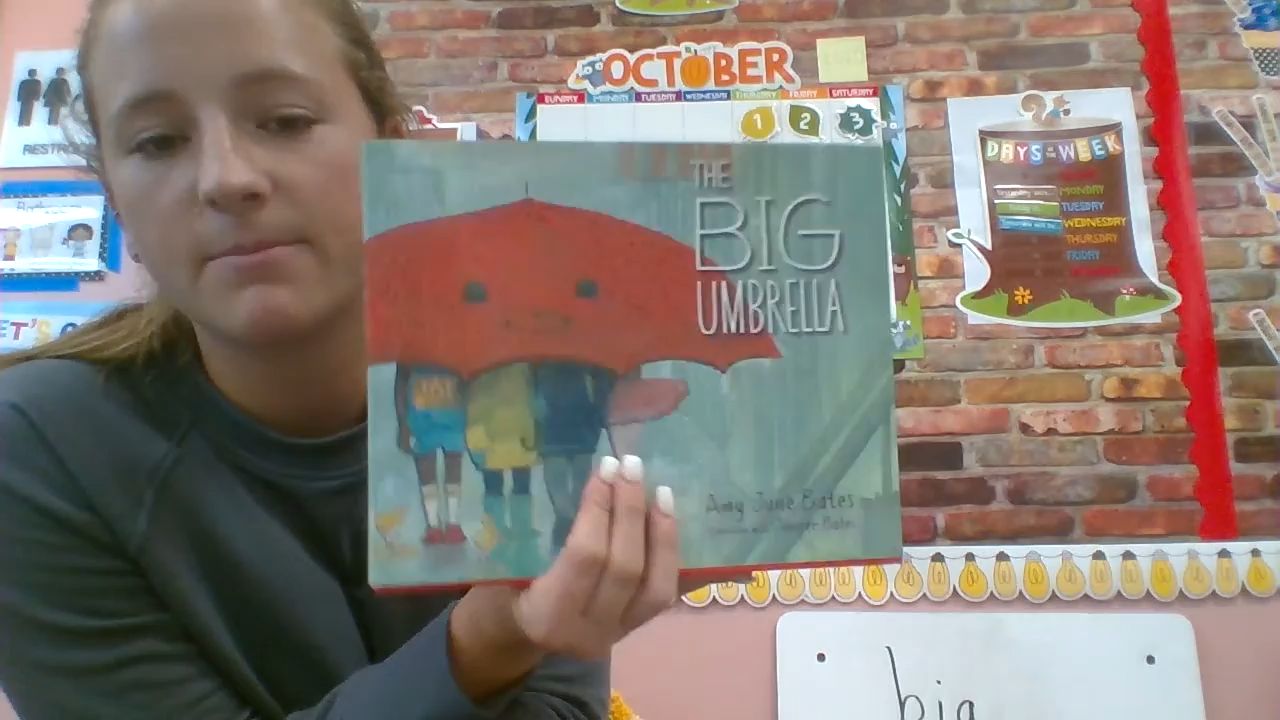 OCTOBER
SUNDAY MONDAY TUESDAY WEDNESDAY THURSDAY FRIDAY SATURDAY
1 2 3
DAYS OF THE WEEK
MONDAY
TUESDAY
WEDNESDAY
THURSDAY
FRIDAY
THE
BIG
UMBRELLA
Amy June Bates
Bates
big